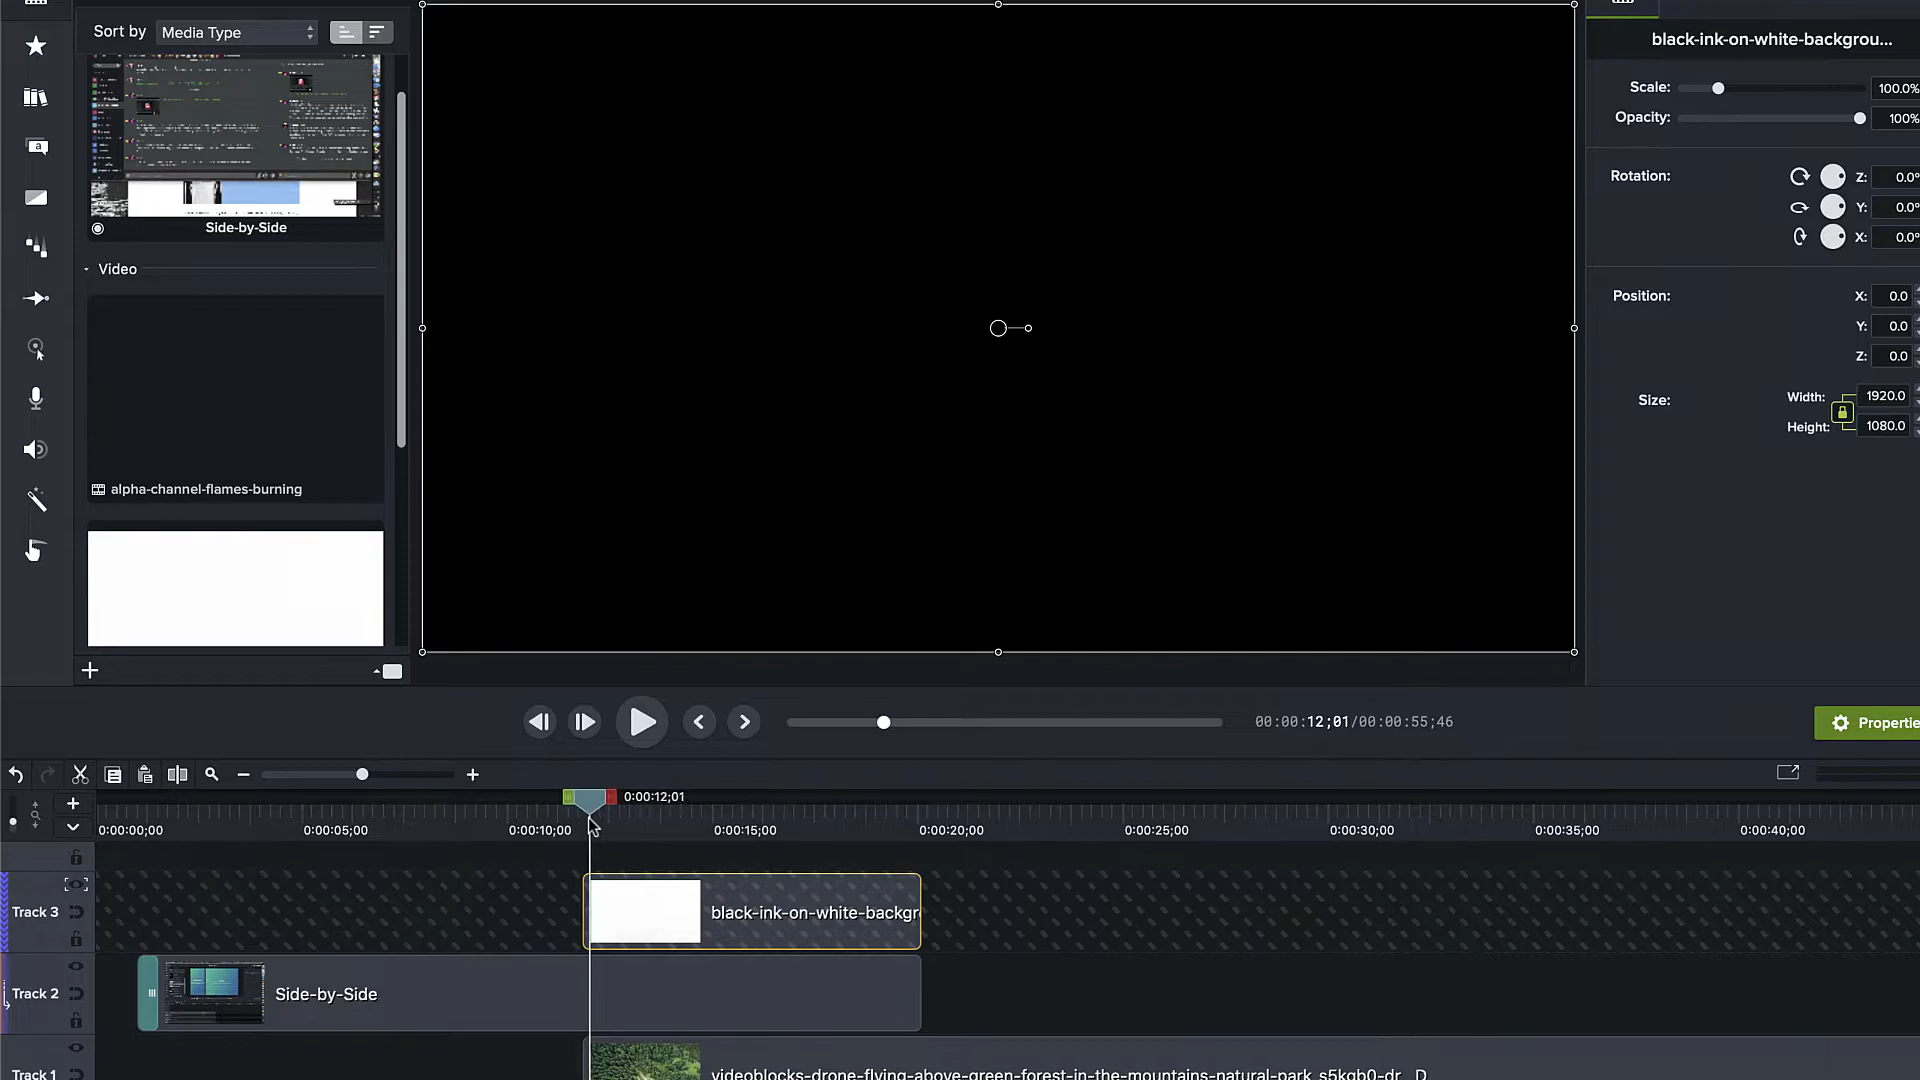 Sort by
Media Type
Side-by-Side
Video
alpha-channel-flames-burning
black-ink-on-white-backgrou...
Scale:
100.0%
Opacity:
100%
Rotation:
Z:
0.0°
Y:
0.0°
X:
0.0°
Position:
X:
0.0
Y:
0.0
Z:
0.0
Size:
Width:
1920.0
Height:
1080.0
00:00:12;01/00:00:55;46
Propertie
0:00:12;01
0:00:00;00
0:00:05;00
0:00:10;00
0:00:15;00
0:00:20;00
0:00:25;00
0:00:30;00
0:00:35;00
0:00:40;00
Track 3
black-ink-on-white-backgr
Track 2
Side-by-Side
Track 1
videoblocks-drone-flying-above-green-forest-in-the-mountains-natural-park_s5kgb0-dr__D